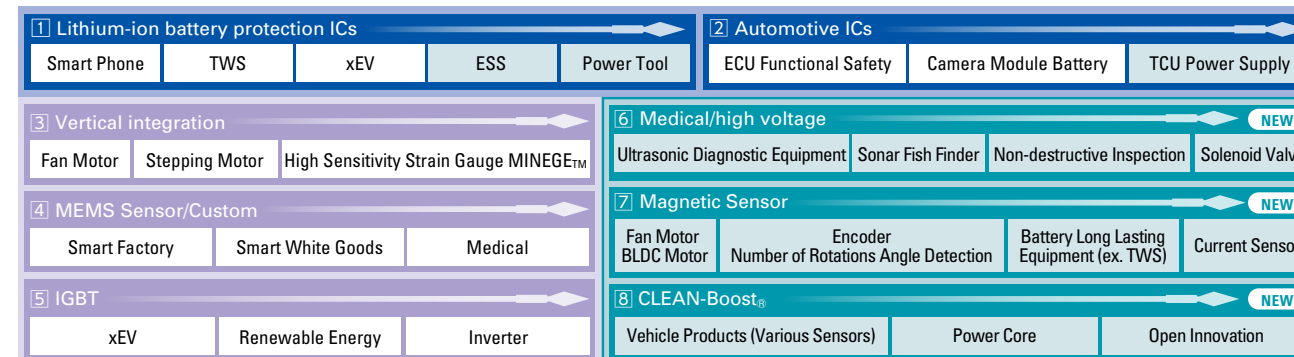 1 Lithium-ion battery protection ICs
Smart Phone TWS xEV ESS Power Tool
2 Automotive ICs
ECU Functional Safety Camera Module Battery TCU Power Supply
3 Vertical integration
Fan Motor Stepping Motor High Sensitivity Strain Gauge MINEGE™
4 MEMS Sensor/Custom
Smart Factory Smart White Goods Medical
5 IGBT
xEV Renewable Energy Inverter
6 Medical/high voltage NEW
Ultrasonic Diagnostic Equipment Sonar Fish Finder Non-destructive Inspection Solenoid
7 Magnetic Sensor NEW
Fan Motor
BLDC Motor
Encoder
Number of Rotations Angle Detection
Battery Long Lasting
Equipment (ex. TWS)
Current
8 CLEAN-Boost® NEW
Vehicle Products (Various Sensors) Power Core Open Innovation